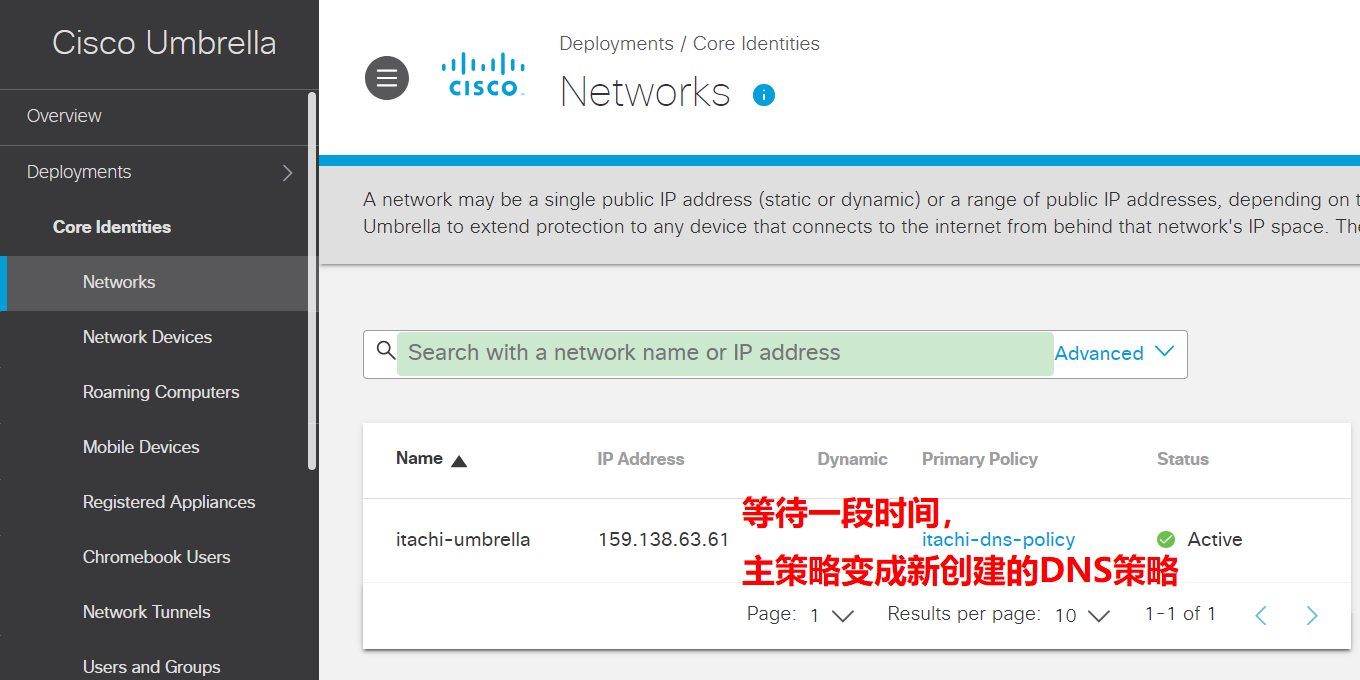 Cisco Umbrella
Overview
Deployments
Core Identities
Networks
Network Devices
Roaming Computers
Mobile Devices
Registered Appliances
Chromebook Users
Network Tunnels
Users and Groups
CISCO
Deployments / Core Identities
Networks
A network may be a single public IP address (static or dynamic) or a range of public IP addresses, depending on
Umbrella to extend protection to any device that connects to the internet from behind that network's IP space.
Search with a network name or IP address
Advanced
Name IP Address Dynamic Primary Policy Status
等待一段时间,
itachi-umbrella 159.138.63.61 itachi-dns-policy Active
主策略变成新创建的DNS策略
Page: 1 Results per page: 10 1-1 of 1